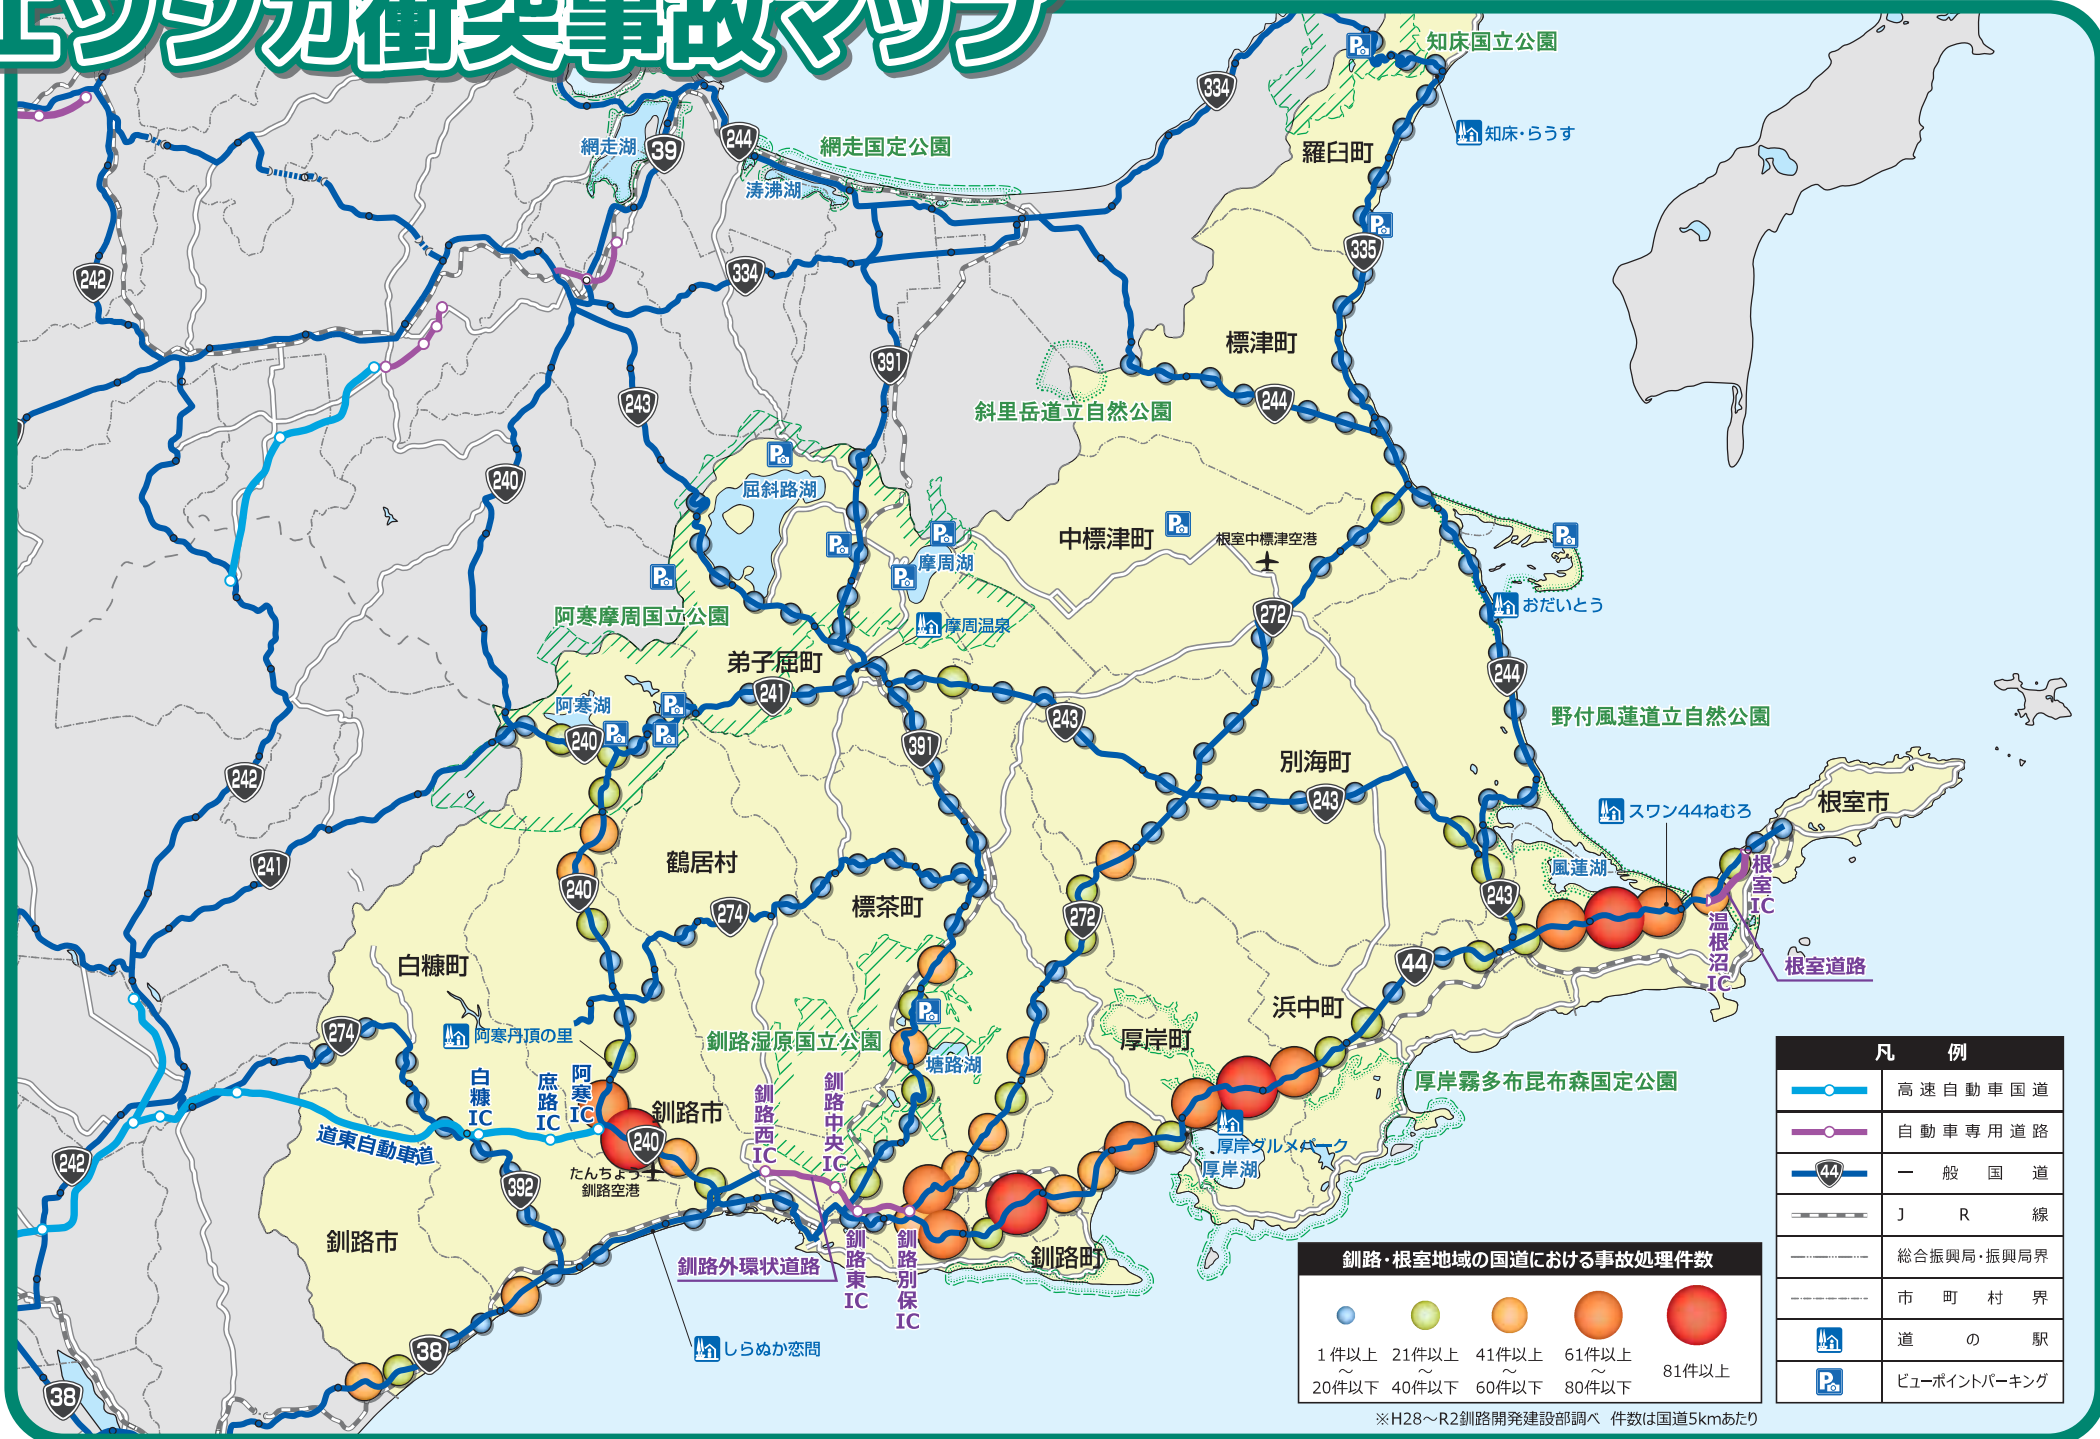 エゾシカ衝突事故マップ
知床国立公園
334
知床・らうす
網走湖
39
244
網走国定公園
羅臼町
涛沸湖
335
242
334
標津町
391
斜里岳道立自然公園
243
244
240
屈斜路湖
中標津町
根室中標津空港
摩周湖
阿寒摩周国立公園
摩周温泉
272
おだいとう
弟子屈町
241
244
阿寒湖
243
野付風蓮道立自然公園
240
391
別海町
242
243
スワン44ねむろ
根室市
241
鶴居村
風蓮湖
根室IC
240
274
標茶町
272
243
温根沼IC
白糠町
44
根室道路
浜中町
274
阿寒丹頂の里
釧路湿原国立公園
厚岸町
塘路湖
白糠IC
庶路IC
阿寒IC
釧路市
釧路西IC
釧路中央IC
厚岸霧多布昆布森国定公園
道東自動車道
240
厚岸グルメパーク
242
厚岸湖
たんちょう
釧路空港
392
釧路市
釧路外環状道路
釧路東IC
釧路別保IC
釧路町
しらぬか恋問
38
38
釧路・根室地域の国道における事故処理件数
1件以上
～
20件以下
21件以上
～
40件以下
41件以上
～
60件以下
61件以上
～
80件以下
81件以上
※H28～R2釧路開発建設部調べ 件数は国道5kmあたり
凡例
高速自動車国道
自動車専用道路
44 一般国道
JR線
総合振興局・振興局界
市町村界
道の駅
ビューポイントパーキング